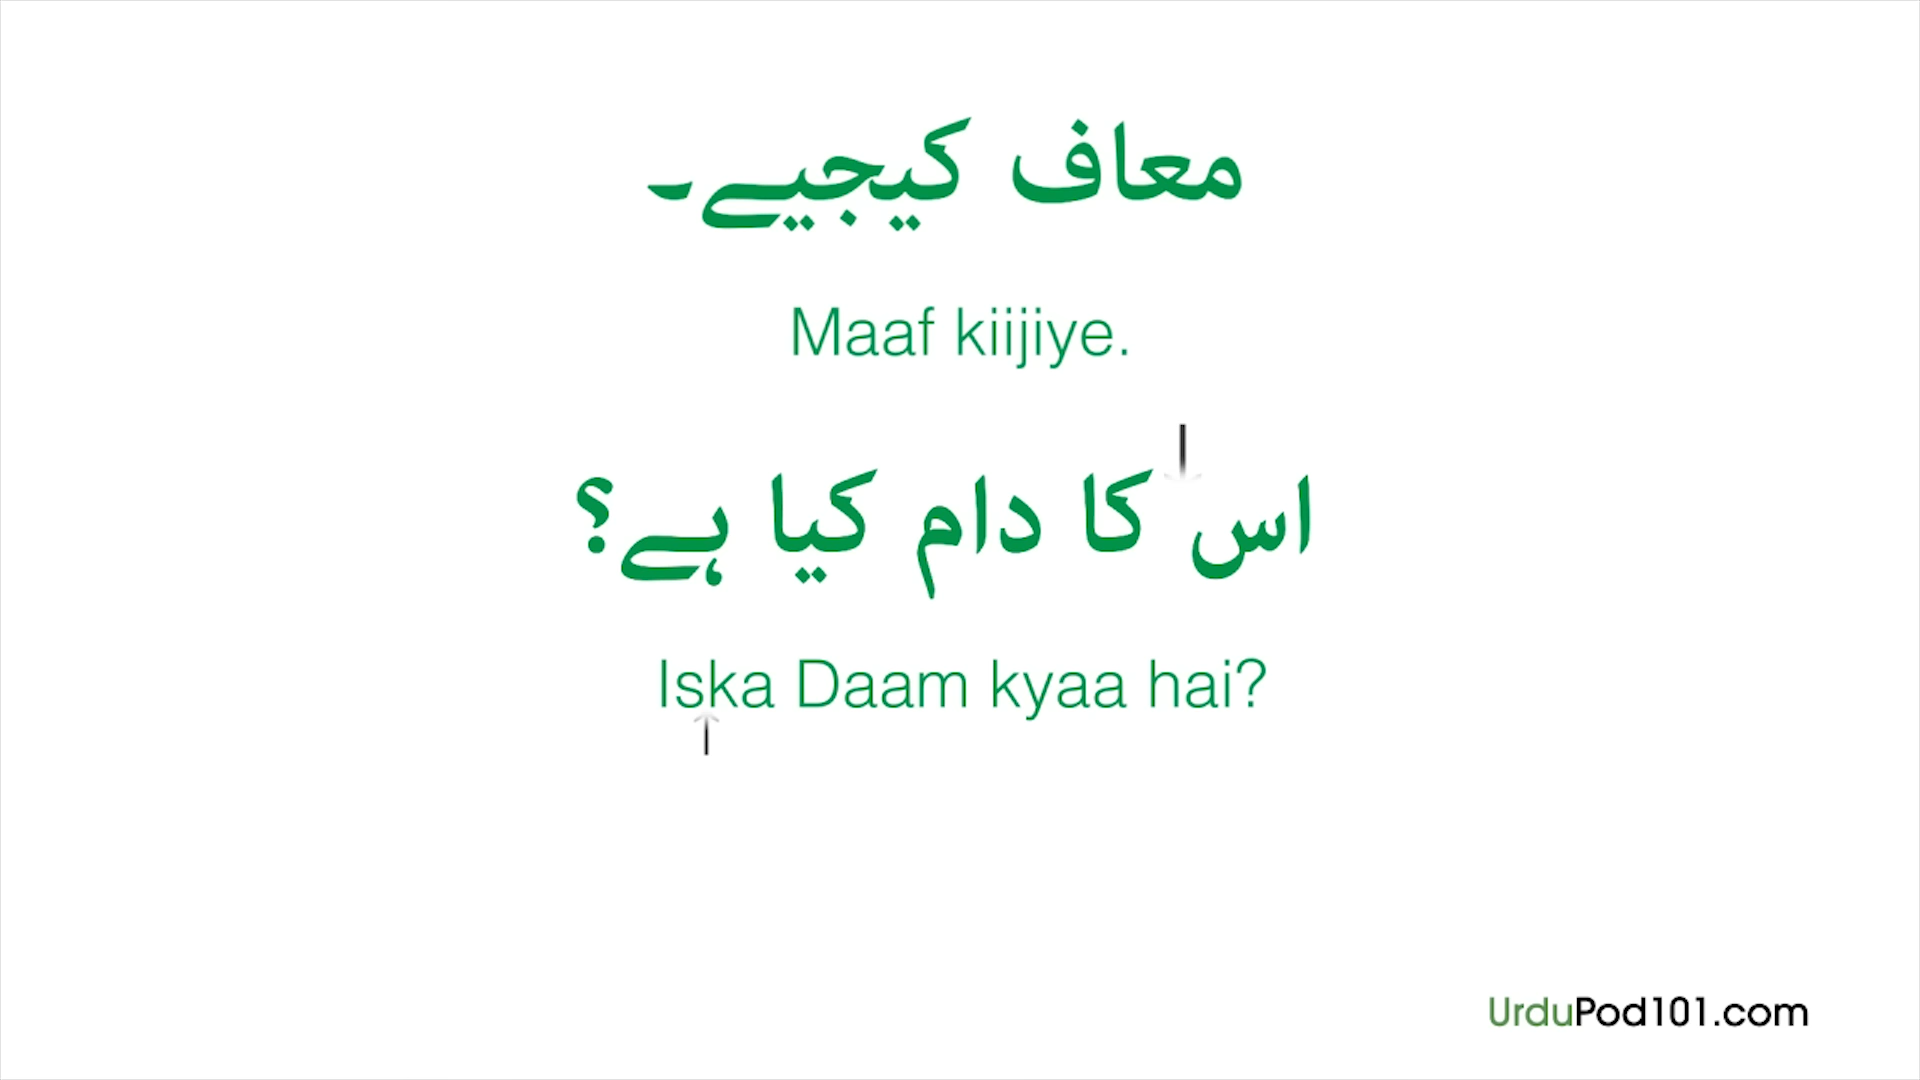 معاف کیجیے۔
Maaf kiijiye.
اس کا دام کیا ہے؟
Iska Daam kyaa hai?
UrduPod101.com